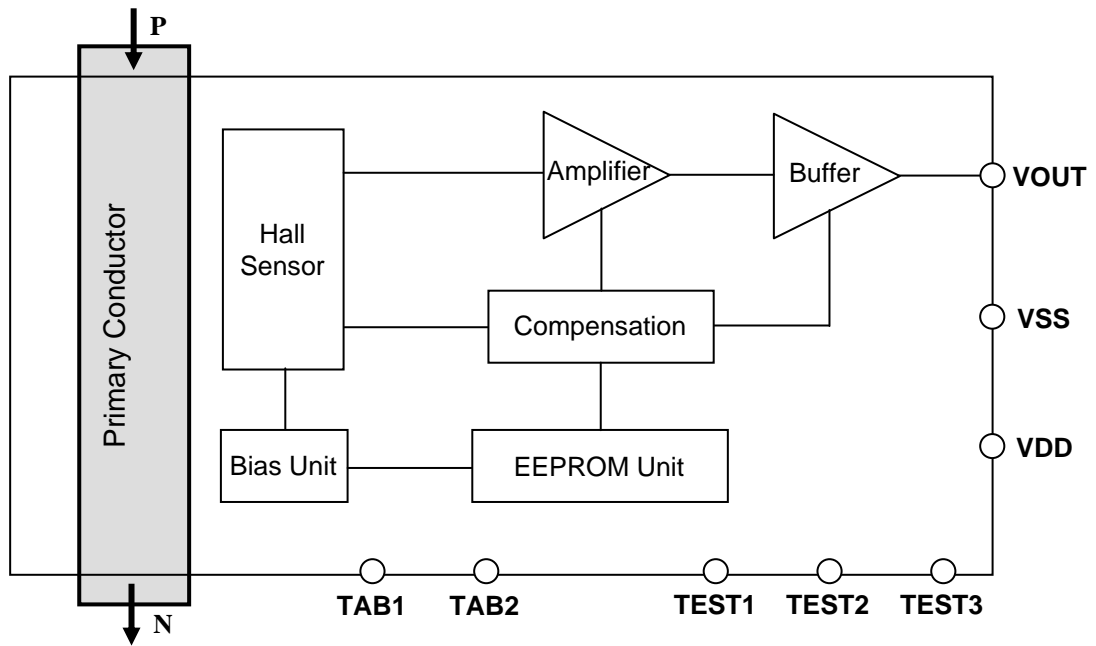 P
Primary Conductor
Hall
Sensor
Amplifier
Buffer
VOUT
Compensation
VSS
Bias Unit
EEPROM Unit
VDD
TAB1
TAB2
TEST1
TEST2
TEST3
N